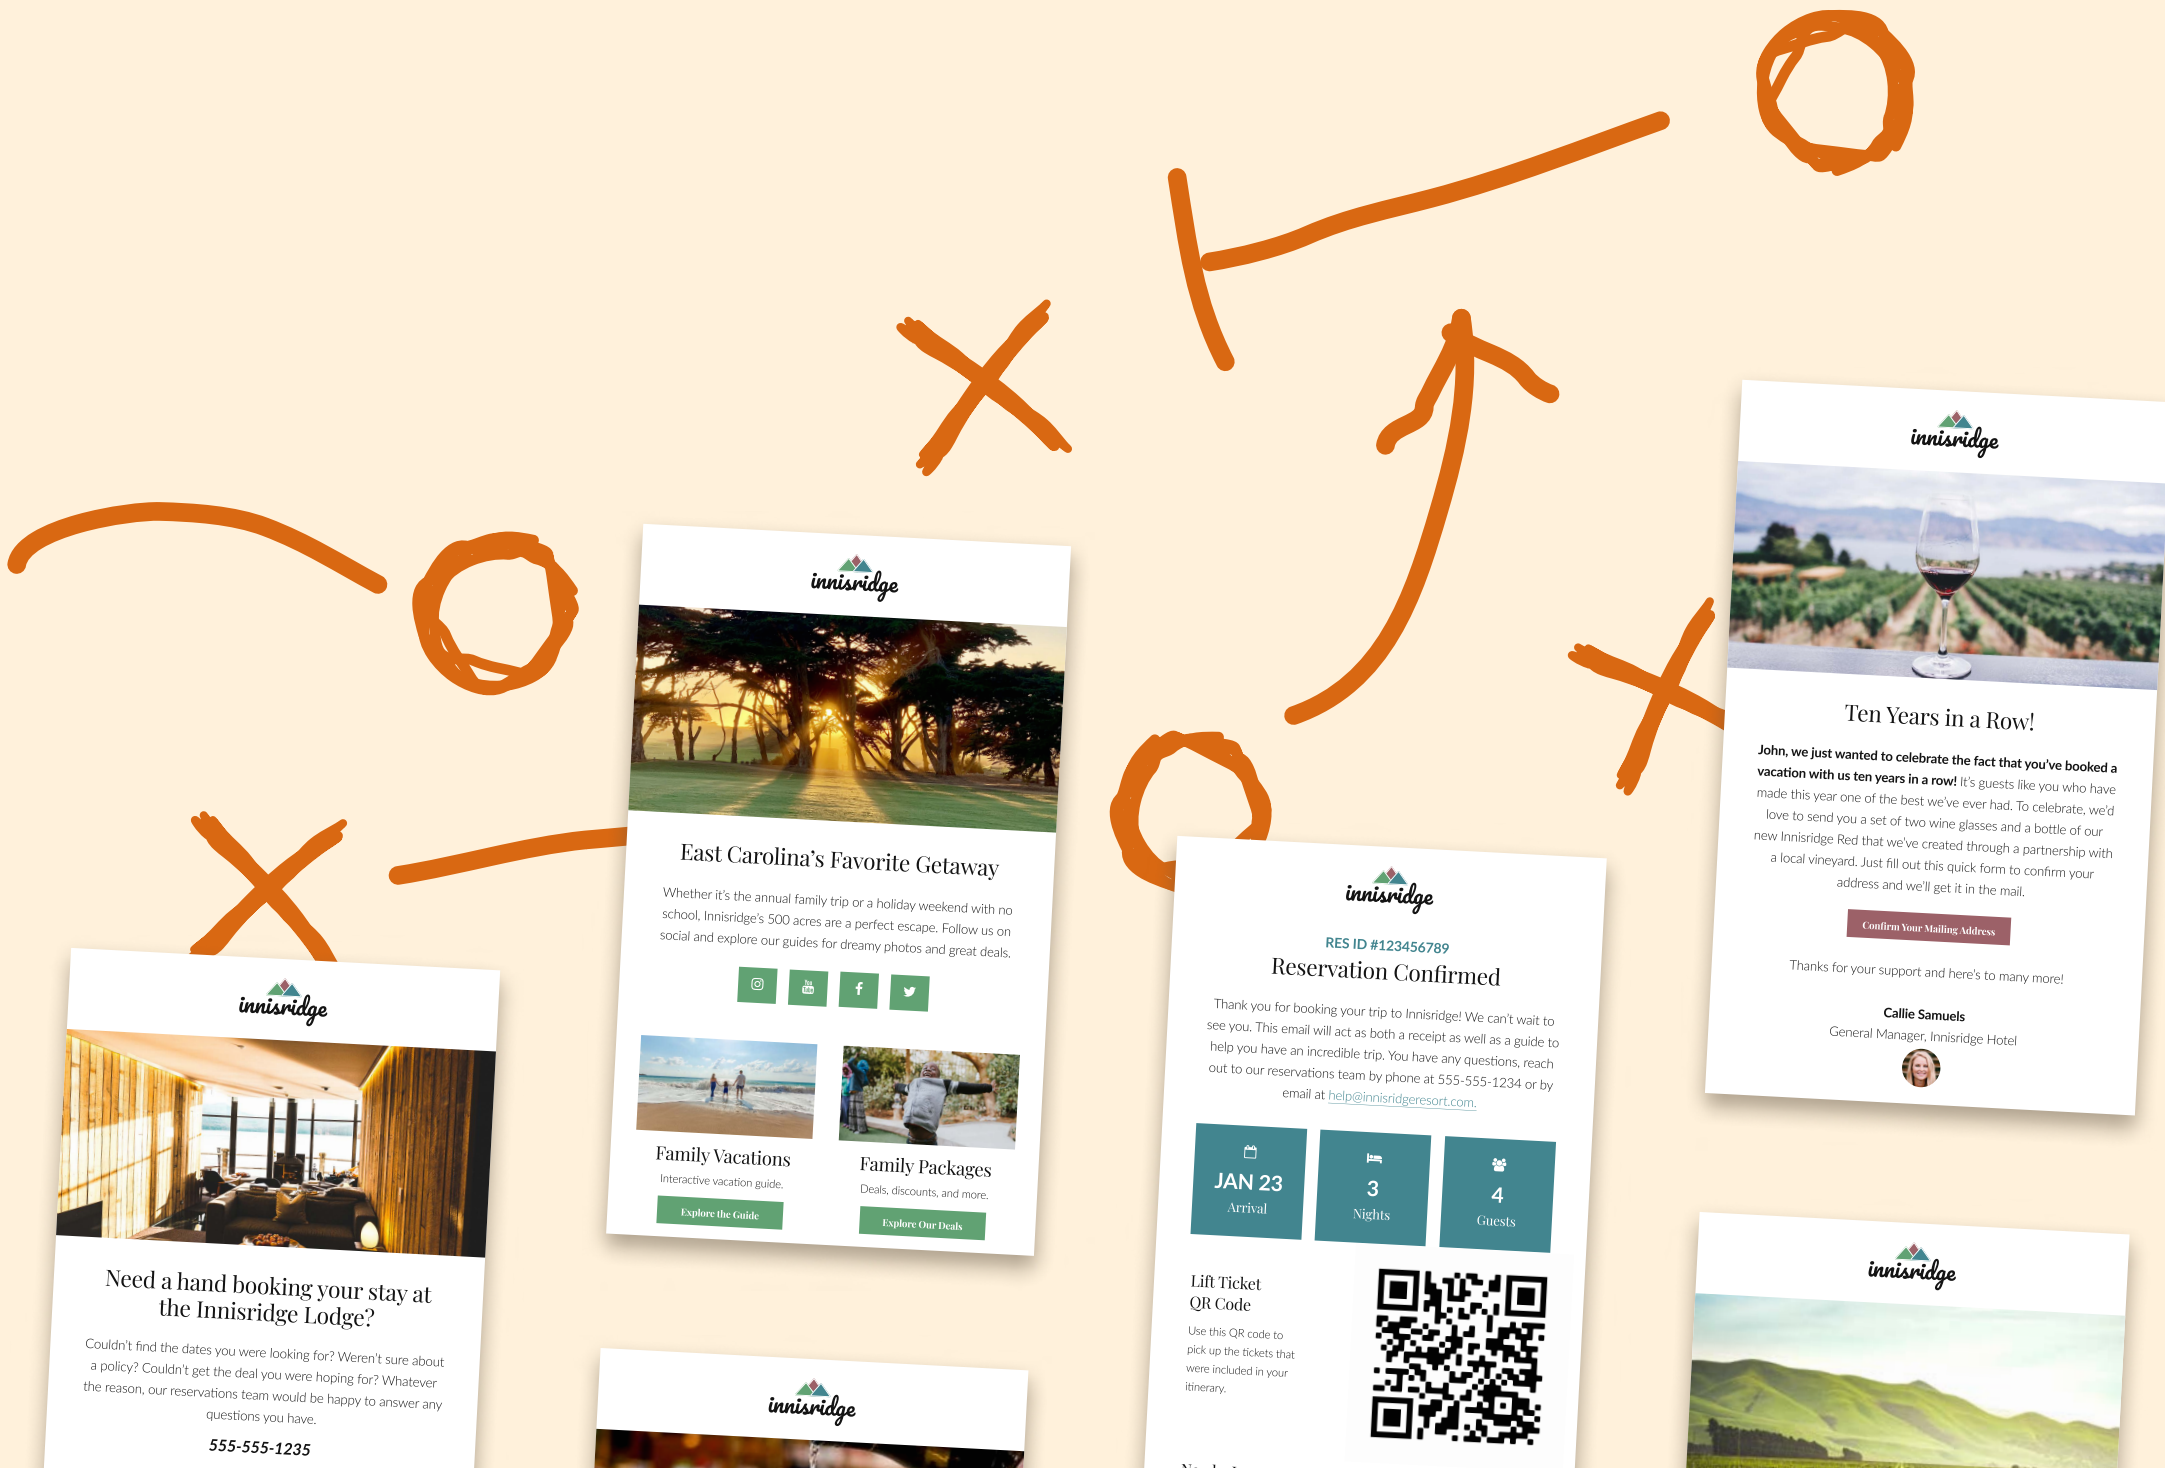 innisridge
Need a hand booking your stay at
the Innisridge Lodge?
Couldn't find the dates you were looking for? Weren't sure about
a policy? Couldn't get the deal you were hoping for? Whatever
the reason, our reservations team would be happy to answer any
questions you have.
555-555-1235
innisridge
East Carolina's Favorite Getaway
Whether it's the annual family trip or a holiday weekend with no
school, Innisridge's 500 acres are a perfect escape. Follow us on
social and explore our guides for dreamy photos and great deals.
You
Tube
Family Vacations
Interactive vacation guide.
Explore the Guide
Family Packages
Deals, discounts, and more.
Explore Our Deals
innisridge
innisridge
RES ID #123456789
Reservation Confirmed
Thank you for booking your trip to Innisridge! We can't wait to
see you. This email will act as both a receipt as well as a guide to
help you have an incredible trip. You have any questions, reach
out to our reservations team by phone at 555-555-1234 or by
email at help@innisridgeresort.com.
JAN 23
Arrival
3
Nights
4
Guests
Lift Ticket
QR Code
Use this QR code to
pick up the tickets that
were included in your
itinerary.
innisridge
Ten Years in a Row!
John, we just wanted to celebrate the fact that you've booked a
vacation with us ten years in a row! It's guests like you who have
made this year one of the best we've ever had. To celebrate, we'd
love to send you a set of two wine glasses and a bottle of our
new Innisridge Red that we've created through a partnership with
a local vineyard. Just fill out this quick form to confirm your
address and we'll get it in the mail.
Confirm Your Mailing Address
Thanks for your support and here's to many more!
Callie Samuels
General Manager, Innisridge Hotel
innisridge